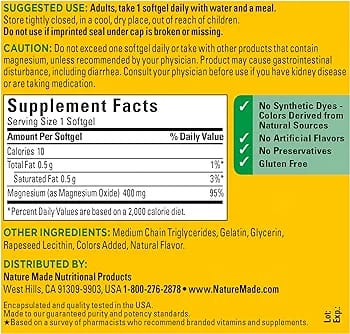 SUGGESTED USE: Adults, take 1 softgel daily with water and a meal.
Store tightly closed, in a cool, dry place, out of reach of children.
Do not use if imprinted seal under cap is broken or missing.
CAUTION: Do not exceed one softgel daily or take with other products that contain
magnesium, unless recommended by your physician. Product may cause gastrointestinal
disturbance, including diarrhea. Consult your physician before use if you have kidney disease
or are taking medication.
Supplement Facts
Serving Size 1 Softgel
Amount Per Softgel % Daily Value
Calories 10
Total Fat 0.5 g 1%*
Saturated Fat 0.5 g 3%*
Magnesium (as Magnesium Oxide) 400 mg 95%
*Percent Daily Values are based on a 2,000 calorie diet.
✓ No Synthetic Dyes -
Colors Derived from
Natural Sources
✓ No Artificial Flavors
✓ No Preservatives
✓ Gluten Free
OTHER INGREDIENTS: Medium Chain Triglycerides, Gelatin, Glycerin,
Rapeseed Lecithin, Colors Added, Natural Flavor.
DISTRIBUTED BY:
Nature Made Nutritional Products
West Hills, CA 91309-9903, USA 1-800-276-2878 • www.NatureMade.com
Encapsulated and quality tested in the USA.
Made to our guaranteed purity and potency standards.
★Based on a survey of pharmacists who recommend branded vitamins and supplements.
Lot:
Exp.: